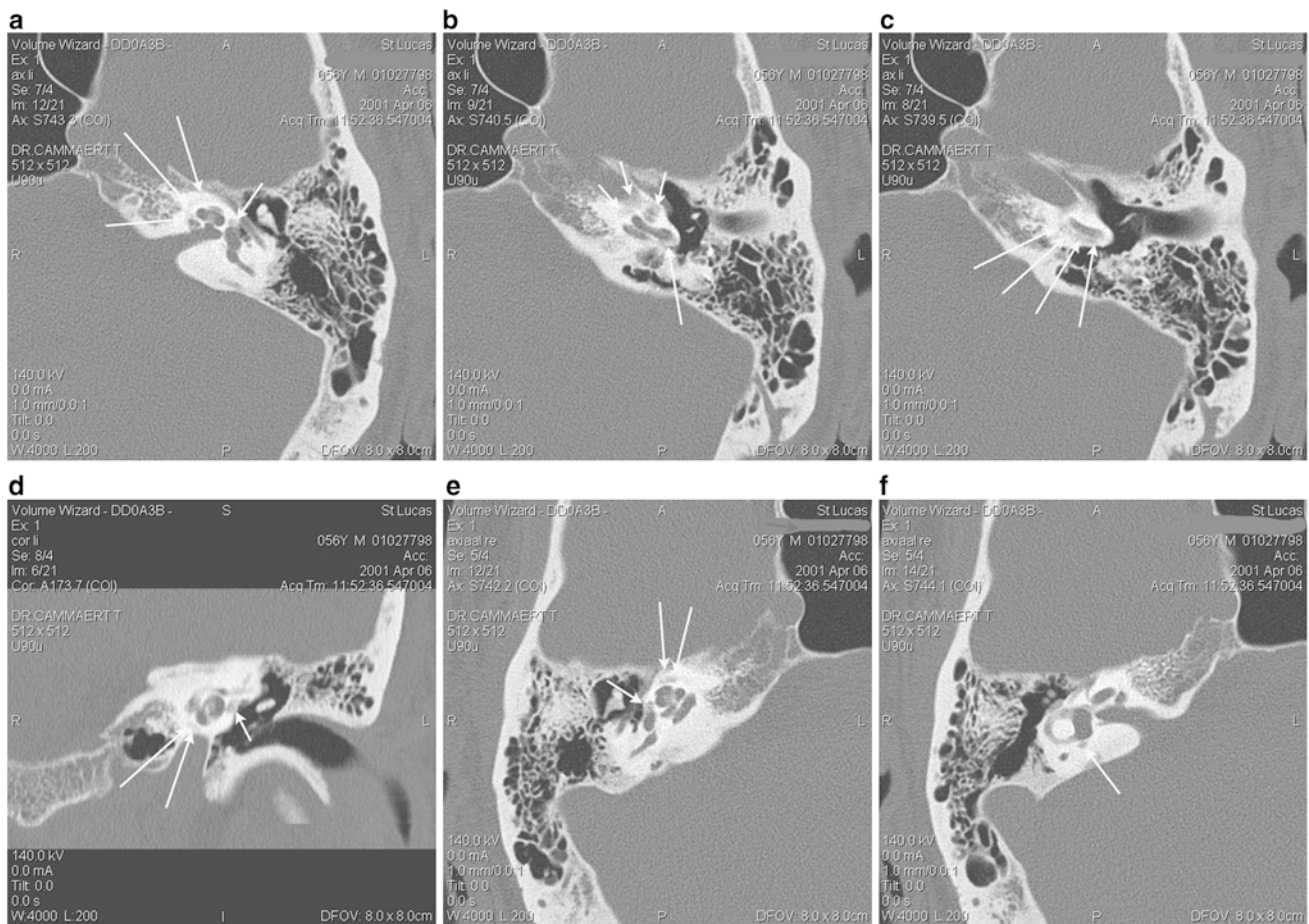 a
Volume Wizard - DD0A3B -
A
St Lucas
Ex: 1
ax li
056Y M 01027798
Se: 7/4
Im: 12/21
2001 Apr 06
Ax: S743.3 (COI)
Acq Tm: 11:52:36.547004
DR.CAMMAERT T.
512 x 512
U90u
R
L
140.0 kV
0.0 mA
1.0 mm/0.0:1
Tilt: 0.0
0.0 s
W:4000 L:200
P
DFOV: 8.0 x 8.0cm
b
Volume Wizard - DD0A3B -
A
St Lucas
Ex: 1
ax li
056Y M 01027798
Se: 7/4
Im: 9/21
2001 Apr 06
Ax: S740.5 (COI)
Acq Tm: 11:52:36.547004
DR.CAMMAERT T.
512 x 512
U90u
R
L
140.0 kV
0.0 mA
1.0 mm/0.0:1
Tilt: 0.0
0.0 s
W:4000 L:200
P
DFOV: 8.0 x 8.0cm
c
Volume Wizard - DD0A3B -
A
St Lucas
Ex: 1
ax li
056Y M 01027798
Se: 7/4
Im: 8/21
2001 Apr 06
Ax: S739.5 (COI)
Acq Tm: 11:52:36.547004
DR.CAMMAERT T.
512 x 512
U90u
R
L
140.0 kV
0.0 mA
1.0 mm/0.0:1
Tilt: 0.0
0.0 s
W:4000 L:200
P
DFOV: 8.0 x 8.0cm
d
Volume Wizard - DD0A3B -
S
St Lucas
Ex: 1
cor li
056Y M 01027798
Se: 8/4
Acc:
Im: 6/21
2001 Apr 06
Cor: A173.7 (COI)
Acq Tm: 11:52:36.547004
DR.CAMMAERT T.
512 x 512
U90u
R
L
140.0 kV
0.0 mA
1.0 mm/0.0:1
Tilt: 0.0
0.0 s
W:4000 L:200
I
DFOV: 8.0 x 8.0cm
e
Volume Wizard - DD0A3B -
A
St Lucas
Ex: 1
axiaal re
056Y M 01027798
Se: 5/4
Acc:
Im: 12/21
2001 Apr 06
Ax: S742.2 (COI)
Acq Tm: 11:52:36.547004
DR.CAMMAERT T.
512 x 512
U90u
R
L
140.0 kV
0.0 mA
1.0 mm/0.0:1
Tilt: 0.0
0.0 s
W:4000 L:200
P
DFOV: 8.0 x 8.0cm
f
Volume Wizard - DD0A3B -
A
St Lucas
Ex: 1
axiaal re
056Y M 01027798
Se: 5/4
Acc:
Im: 14/21
2001 Apr 06
Ax: S744.1 (COI)
Acq Tm: 11:52:36.547004
DR.CAMMAERT T.
512 x 512
U90u
R
L
140.0 kV
0.0 mA
1.0 mm/0.0:1
Tilt: 0.0
0.0 s
W:4000 L:200
P
DFOV: 8.0 x 8.0cm